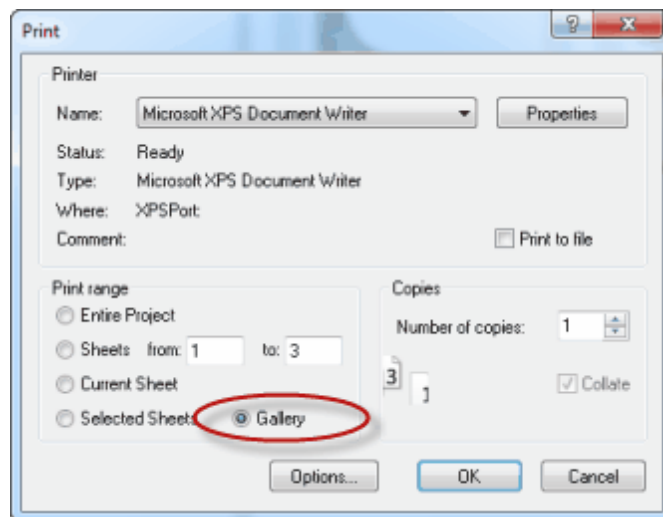 Print
Printer
Name: Microsoft XPS Document Writer Properties
Status: Ready
Type: Microsoft XPS Document Writer
Where: XPSPort:
Comment: Print to file
Print range
Entire Project
Sheets from: 1 to: 3
Current Sheet
Selected Sheets Gallery
Copies
Number of copies: 1
3 1 Collate
Options... OK Cancel